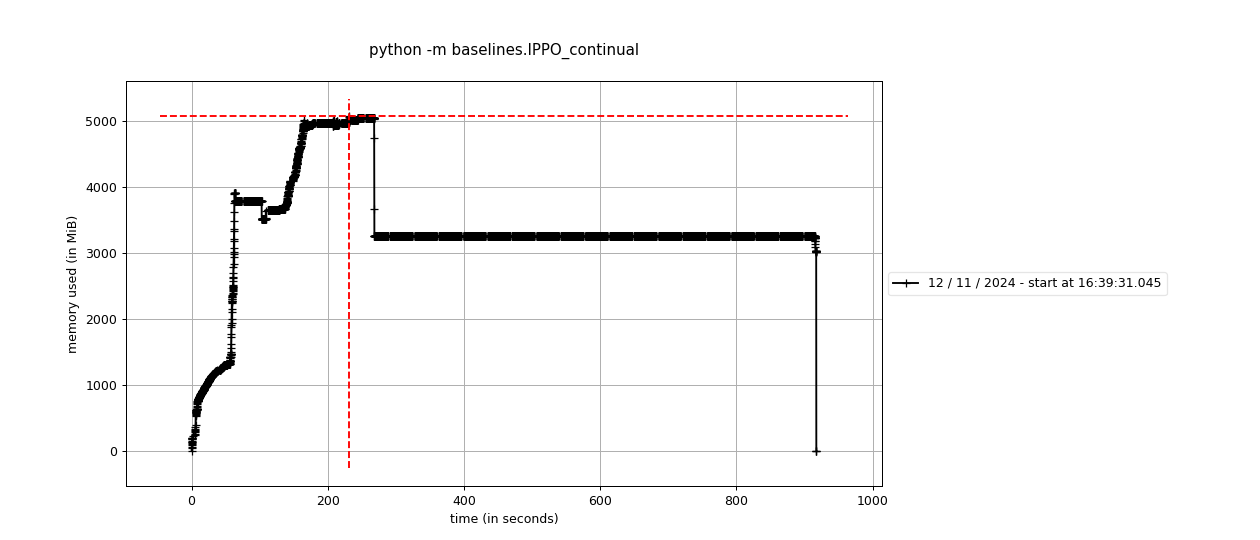 python -m baselines.IPPO_continual
memory used (in MiB)
5000
4000
3000
2000
1000
0
0 200 400 600 800 1000
time (in seconds)
12 / 11 / 2024 - start at 16:39:31.045